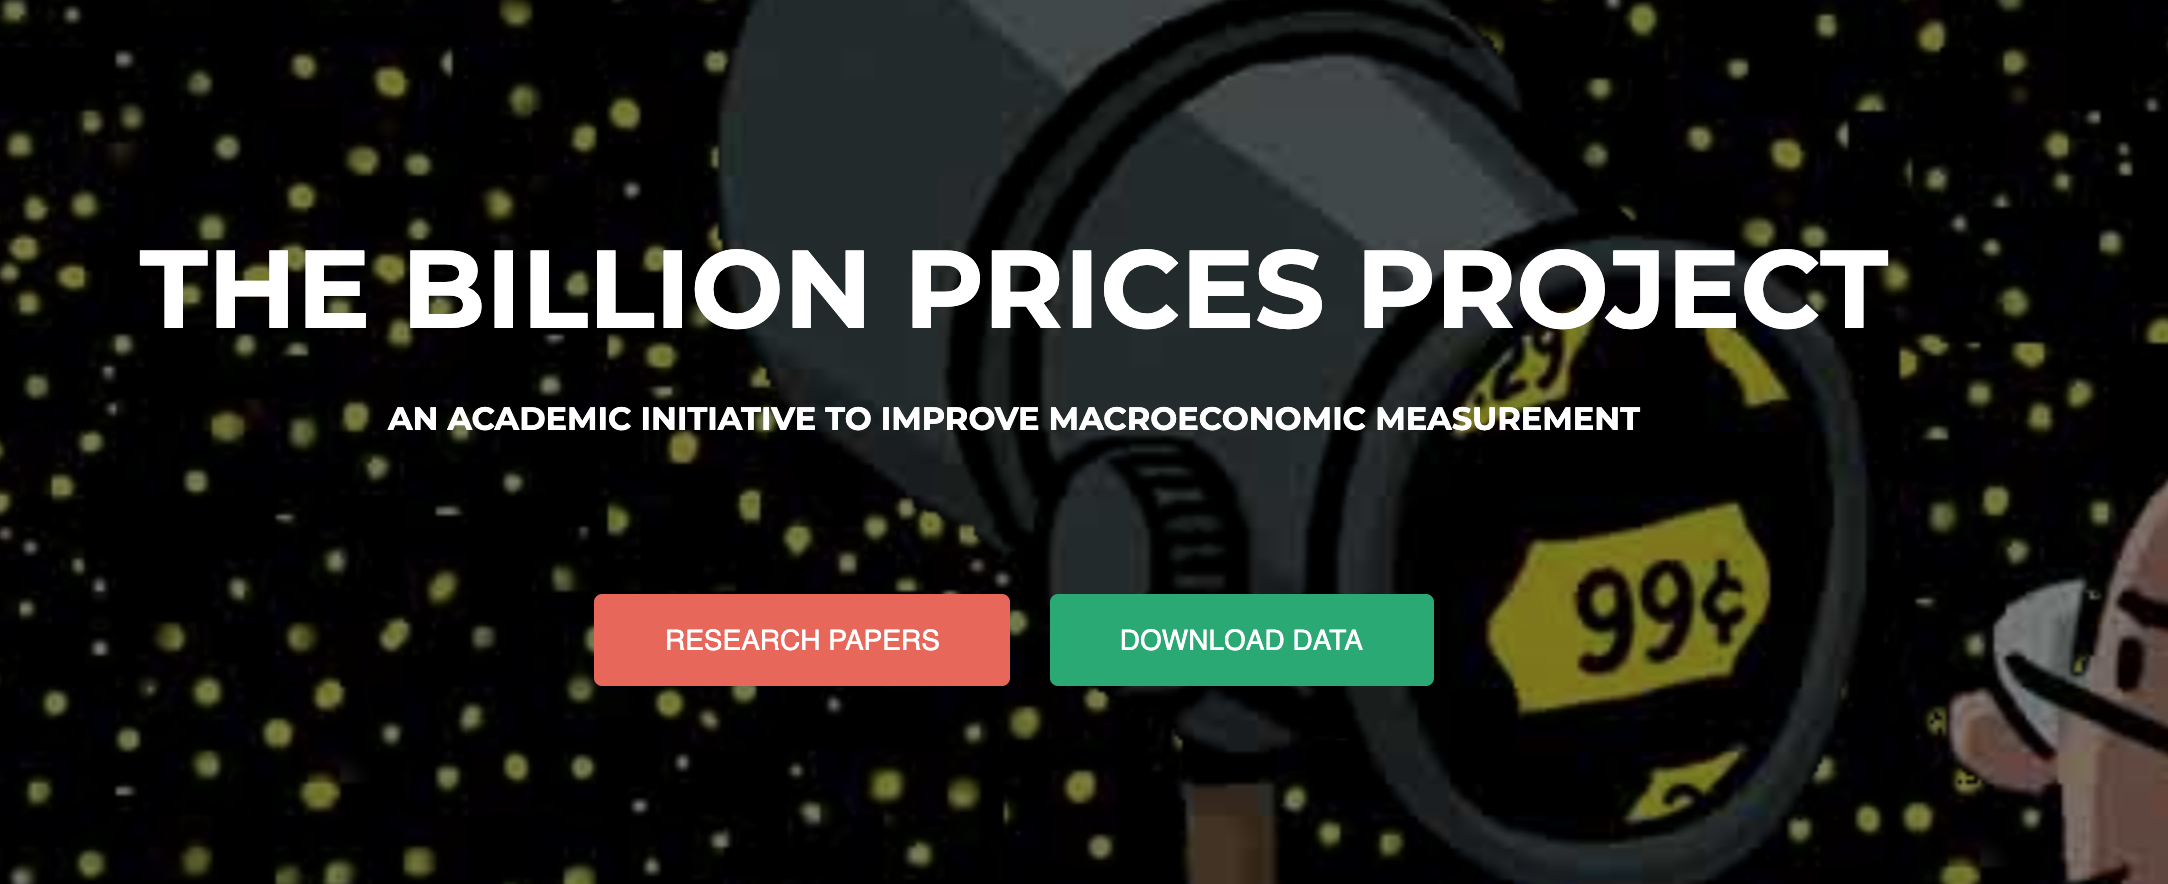 THE BILLION PRICES PROJECT
AN ACADEMIC INITIATIVE TO IMPROVE MACROECONOMIC MEASUREMENT
RESEARCH PAPERS
DOWNLOAD DATA
.29
99¢